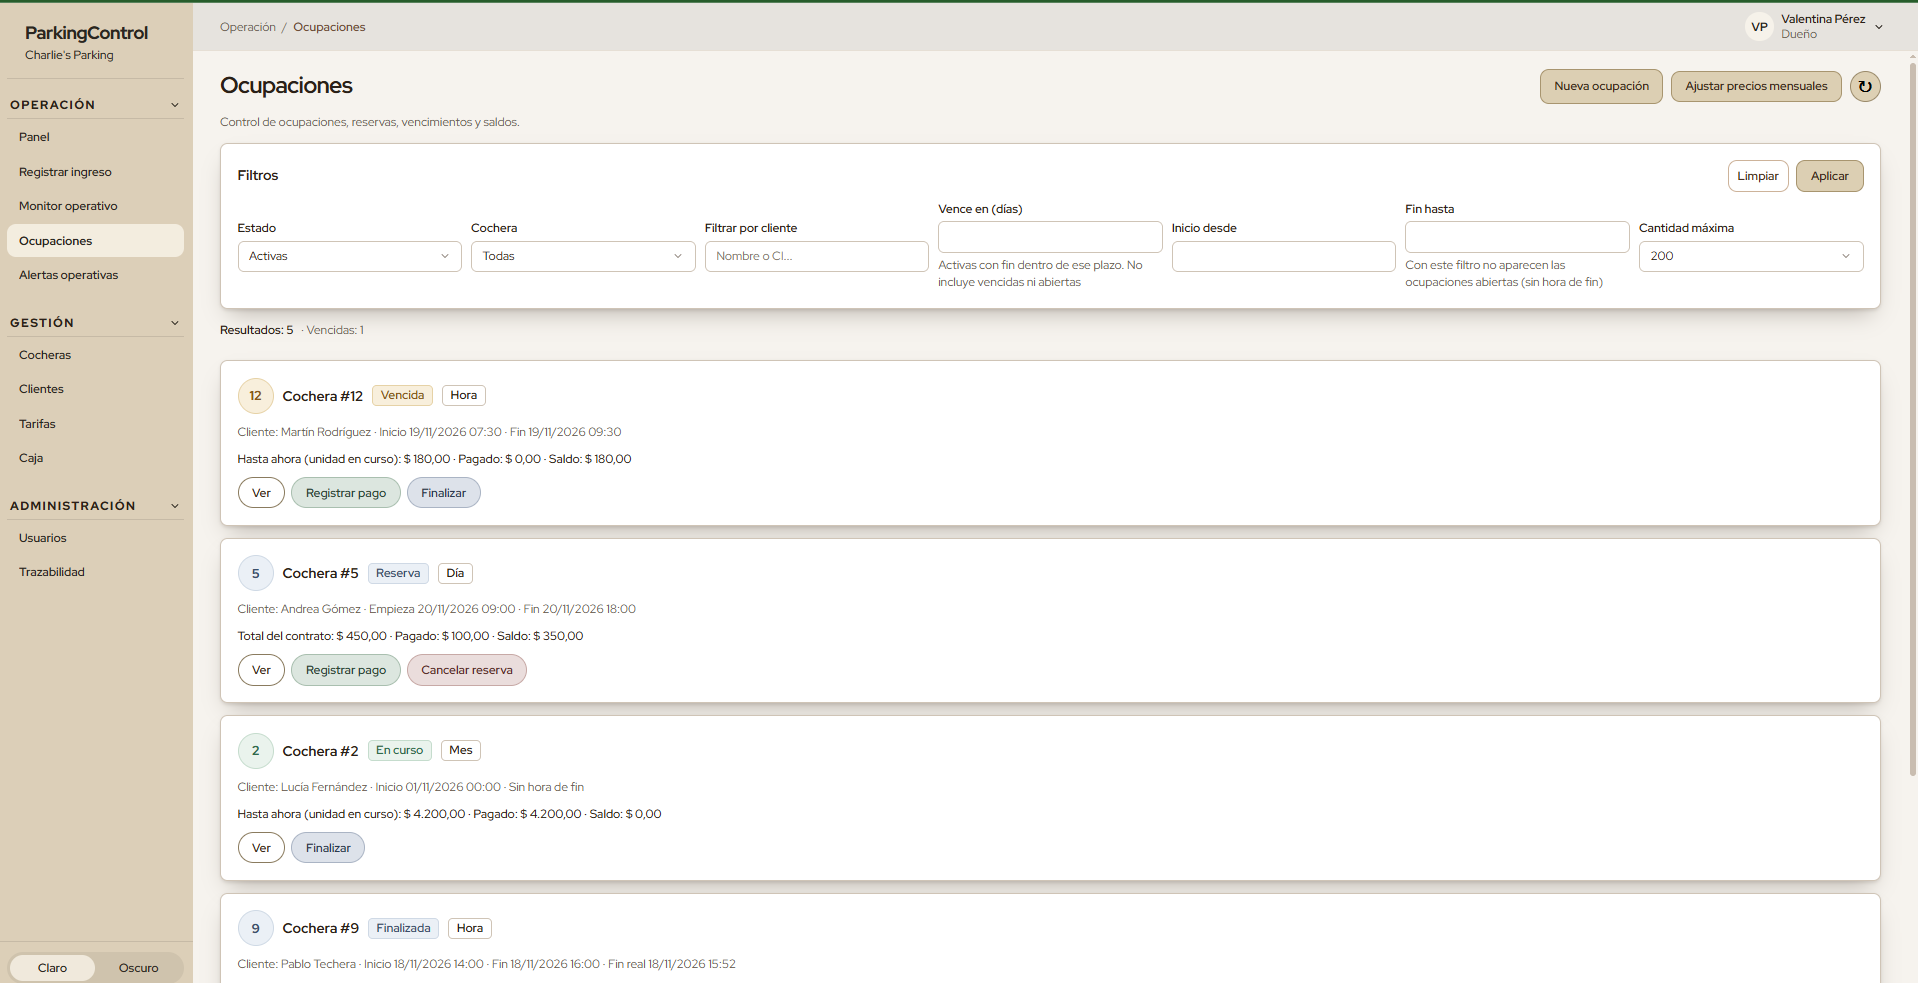 ParkingControl
Charlie's Parking
OPERACIÓN
Panel
Registrar ingreso
Monitor operativo
Ocupaciones
Alertas operativas
GESTIÓN
Cocheras
Clientes
Tarifas
Caja
ADMINISTRACIÓN
Usuarios
Trazabilidad
Claro Oscuro
Operación / Ocupaciones
VP Valentina Pérez
Dueño
Ocupaciones
Nueva ocupación Ajustar precios mensuales
Control de ocupaciones, reservas, vencimientos y saldos.
Filtros
Limpiar Aplicar
Estado
Activas
Cochera
Todas
Filtrar por cliente
Nombre o CI...
Vence en (días)
Activas con fin dentro de ese plazo. No
incluye vencidas ni abiertas
Inicio desde
Fin hasta
Con este filtro no aparecen las
ocupaciones abiertas (sin hora de fin)
Cantidad máxima
200
Resultados: 5 · Vencidas: 1
12 Cochera #12 Vencida Hora
Cliente: Martín Rodríguez · Inicio 19/11/2026 07:30 · Fin 19/11/2026 09:30
Hasta ahora (unidad en curso): $ 180,00 · Pagado: $ 0,00 · Saldo: $ 180,00
Ver Registrar pago Finalizar
5 Cochera #5 Reserva Día
Cliente: Andrea Gómez · Empieza 20/11/2026 09:00 · Fin 20/11/2026 18:00
Total del contrato: $ 450,00 · Pagado: $ 100,00 · Saldo: $ 350,00
Ver Registrar pago Cancelar reserva
2 Cochera #2 En curso Mes
Cliente: Lucía Fernández · Inicio 01/11/2026 00:00 · Sin hora de fin
Hasta ahora (unidad en curso): $ 4.200,00 · Pagado: $ 4.200,00 · Saldo: $ 0,00
Ver Finalizar
9 Cochera #9 Finalizada Hora
Cliente: Pablo Techera · Inicio 18/11/2026 14:00 · Fin 18/11/2026 16:00 · Fin real 18/11/2026 15:52